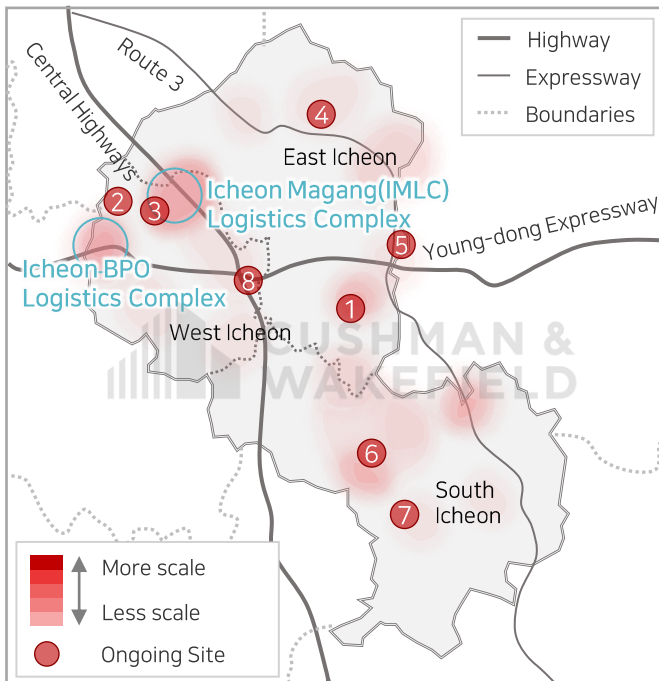 Highway
Expressway
Boundaries
Route 3
Central Highways
4
East Icheon
Icheon Magang(IMLC)
Logistics Complex
2
3
5
Young-dong Expressway
Icheon BPO
Logistics Complex
8
1
West Icheon
CUSHMAN &
WAKEFIELD
6
South
Icheon
7
More scale
Less scale
Ongoing Site